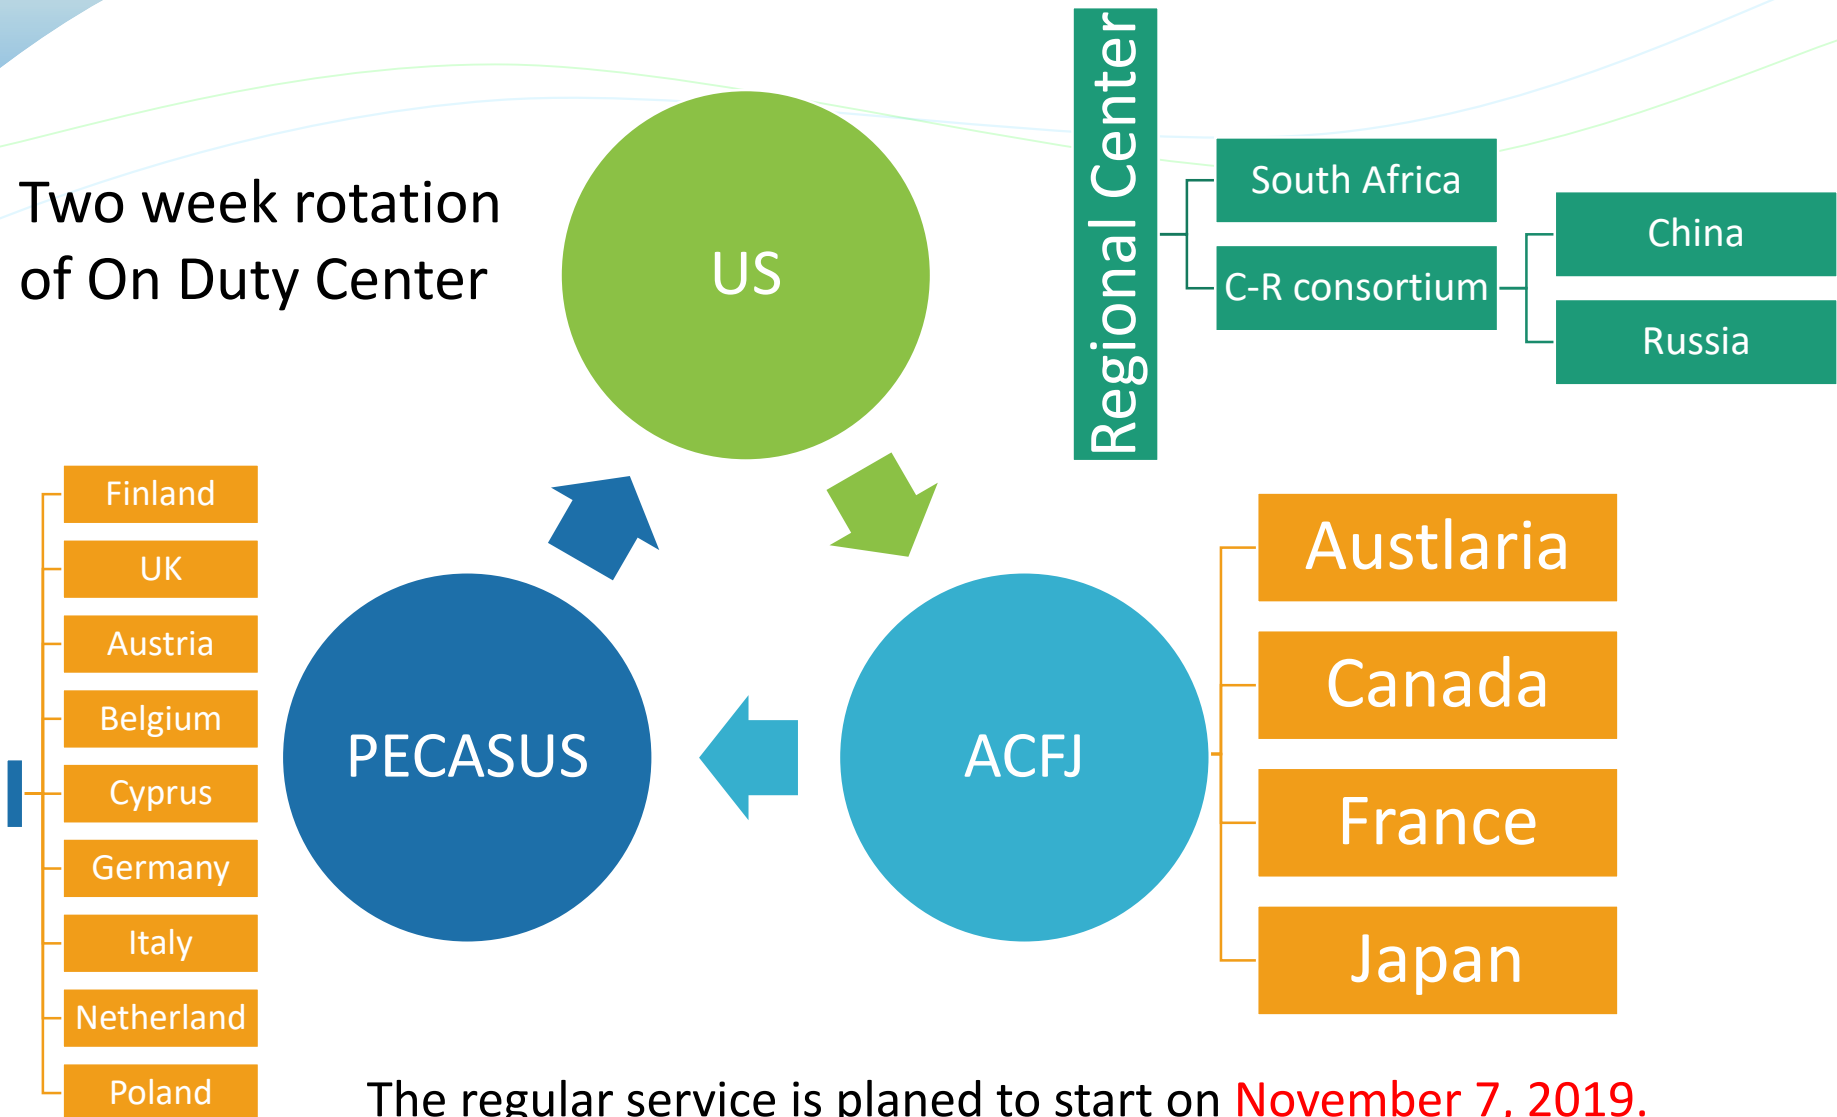 Two week rotation
of On Duty Center
US
Regional Center
South Africa
C-R consortium
China
Russia
Finland
UK
Austria
Belgium
Cyprus
Germany
Italy
Netherland
Poland
PECASUS
ACFJ
Austlaria
Canada
France
Japan
The regular service is planed to start on November 7, 2019.